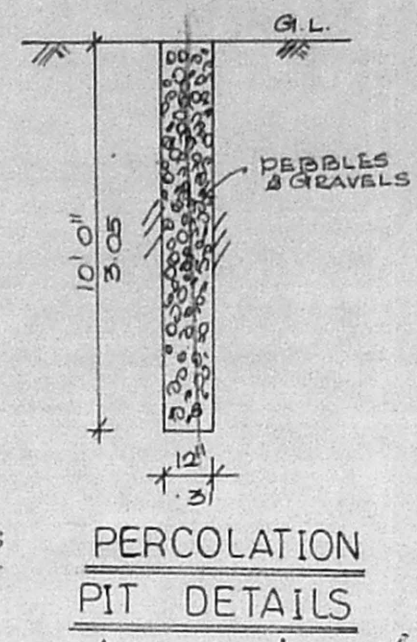 G.L.
PEBBLES
& GRAVELS
10'0"
3.05
12"
.3
PERCOLATION
PIT DETAILS